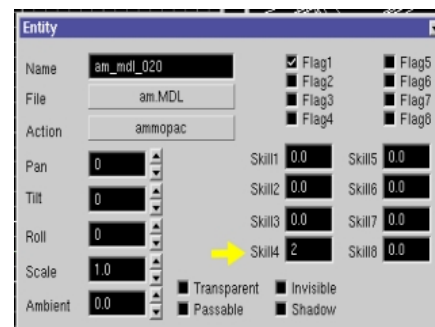 Entity
Name am_mdl_020
File am.MDL
Action ammopac
Pan 0
Tilt 0
Roll 0
Scale 1.0
Ambient 0.0
Flag1 Flag5
Flag2 Flag6
Flag3 Flag7
Flag4 Flag8
Skill1 0.0 Skill5 0.0
Skill2 0.0 Skill6 0.0
Skill3 0.0 Skill7 0.0
Skill4 2 Skill8 0.0
Transparent Invisible
Passable Shadow